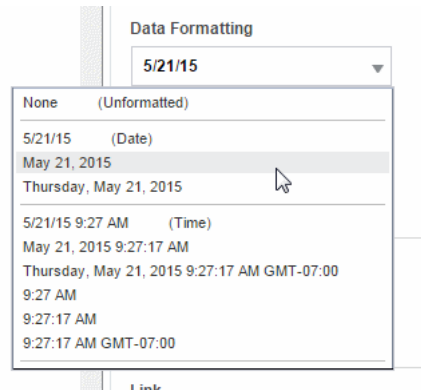 Data Formatting
5/21/15
None (Unformatted)
5/21/15 (Date)
May 21, 2015
Thursday, May 21, 2015
5/21/15 9:27 AM (Time)
May 21, 2015 9:27:17 AM
Thursday, May 21, 2015 9:27:17 AM GMT-07:00
9:27 AM
9:27:17 AM
9:27:17 AM GMT-07:00
Link